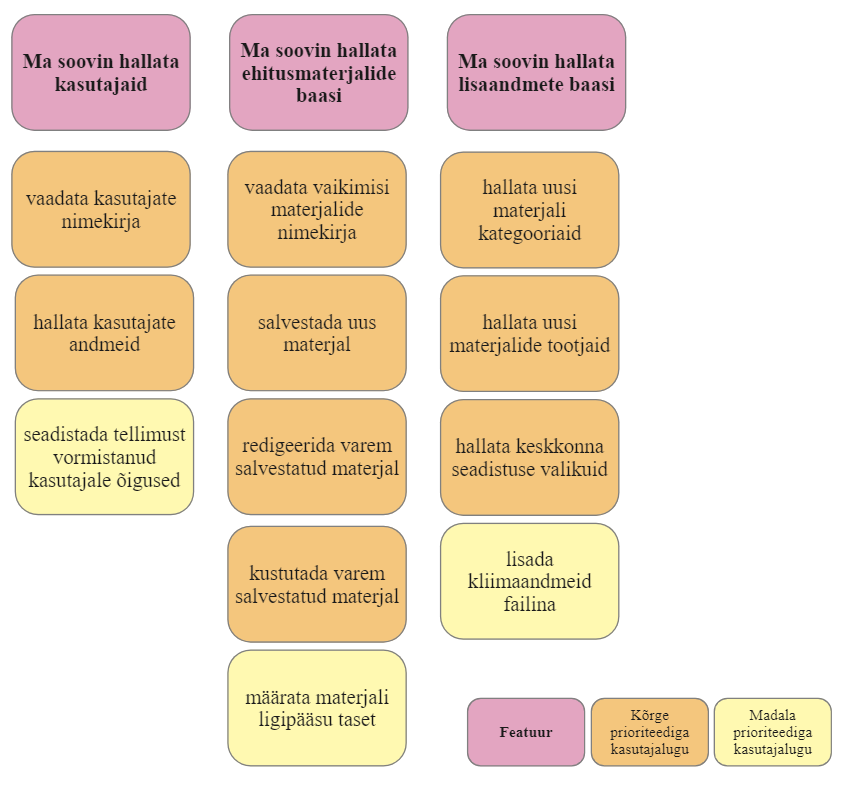 Ma soovin hallata
kasutajaid
Ma soovin hallata
ehitusmaterjalide
baasi
Ma soovin hallata
lisaandmete baasi
vaadata kasutajate
nimekirja
vaadata vaikimisi
materjalide
nimekirja
hallata uusi
materjali
kategooriaid
hallata kasutajate
andmeid
salvestada uus
materjal
hallata uusi
materjalide tootjaid
seadistada tellimust
vormistanud
kasutajale õigused
redigeerida varem
salvestatud materjal
hallata keskkonna
seadistuse valikuid
kustutada varem
salvestatud materjal
lisada
kliimaandmeid
failina
määrata materjali
ligipääsu taset
Featuur
Kõrge
prioriteediga
kasutajalugu
Madala
prioriteediga
kasutajalugu